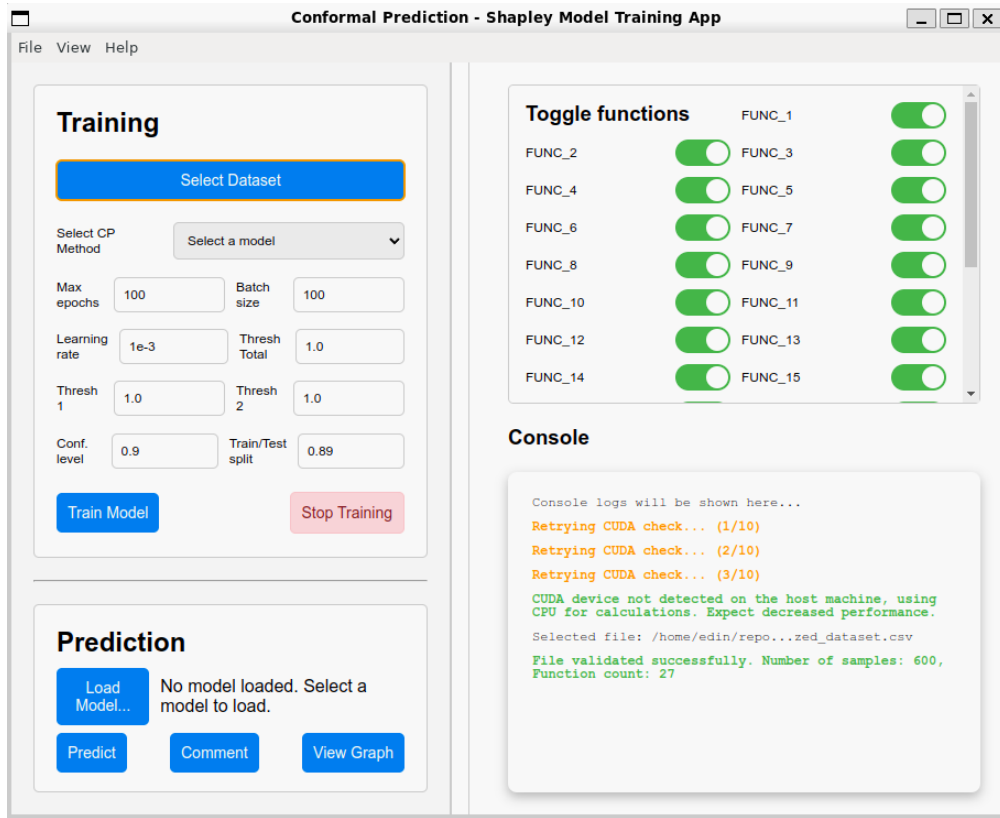 Conformal Prediction - Shapley Model Training App
File View Help
Training
Select Dataset
Select CP
Method
Select a model
Max
epochs
100
Batch
size
100
Learning
rate
1e-3
Thresh
Total
1.0
Thresh
1
1.0
Thresh
2
1.0
Conf.
level
0.9
Train/Test
split
0.89
Train Model
Stop Training
Prediction
Load
Model...
No model loaded. Select a
model to load.
Predict
Comment
View Graph
Toggle functions
FUNC_1
FUNC_2
FUNC_3
FUNC_4
FUNC_5
FUNC_6
FUNC_7
FUNC_8
FUNC_9
FUNC_10
FUNC_11
FUNC_12
FUNC_13
FUNC_14
FUNC_15
Console
Console logs will be shown here...
Retrying CUDA check... (1/10)
Retrying CUDA check... (2/10)
Retrying CUDA check... (3/10)
CUDA device not detected on the host machine, using
CPU for calculations. Expect decreased performance.
Selected file: /home/edin/repo...zed_dataset.csv
File validated successfully. Number of samples: 600,
Function count: 27